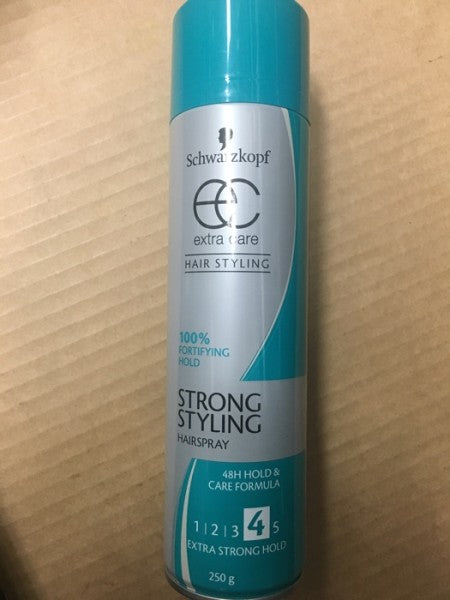 Schwarzkopf
ec
extra care
HAIR STYLING
100%
FORTIFYING
HOLD
STRONG
STYLING
HAIRSPRAY
48H HOLD &
CARE FORMULA
1|2|3 4 5
EXTRA STRONG HOLD
250 g